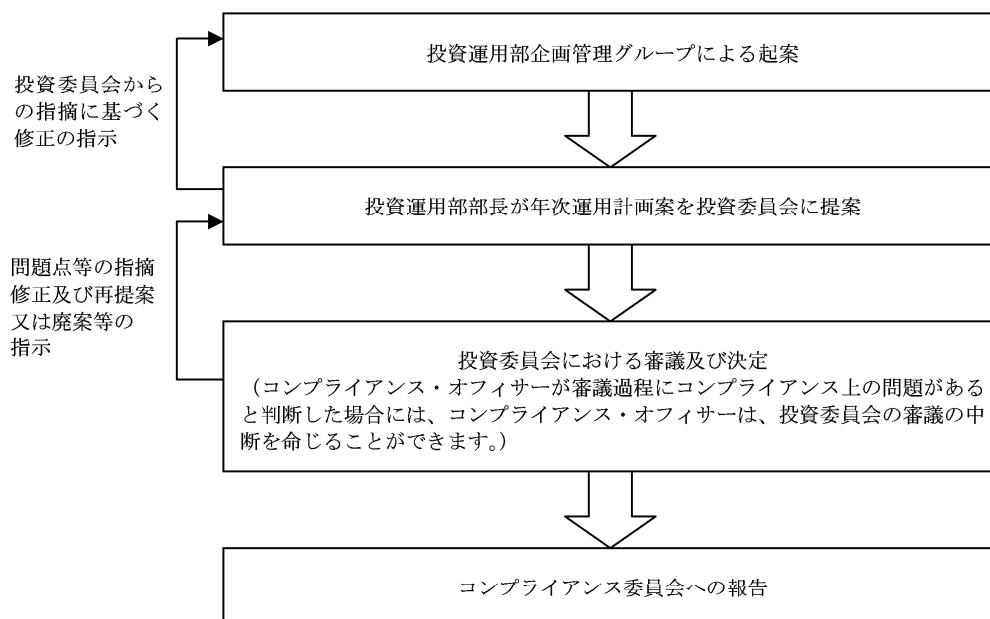 投資運用部企画管理グループによる起案
投資委員会から
の指摘に基づく
修正の指示
投資運用部部長が年次運用計画案を投資委員会に提案
問題点等の指摘
修正及び再提案
又は廃案等の
指示
投資委員会における審議及び決定
（コンプライアンス・オフィサーが審議過程にコンプライアンス上の問題がある
と判断した場合には、コンプライアンス・オフィサーは、投資委員会の審議の中
断を命じることができます。）
コンプライアンス委員会への報告